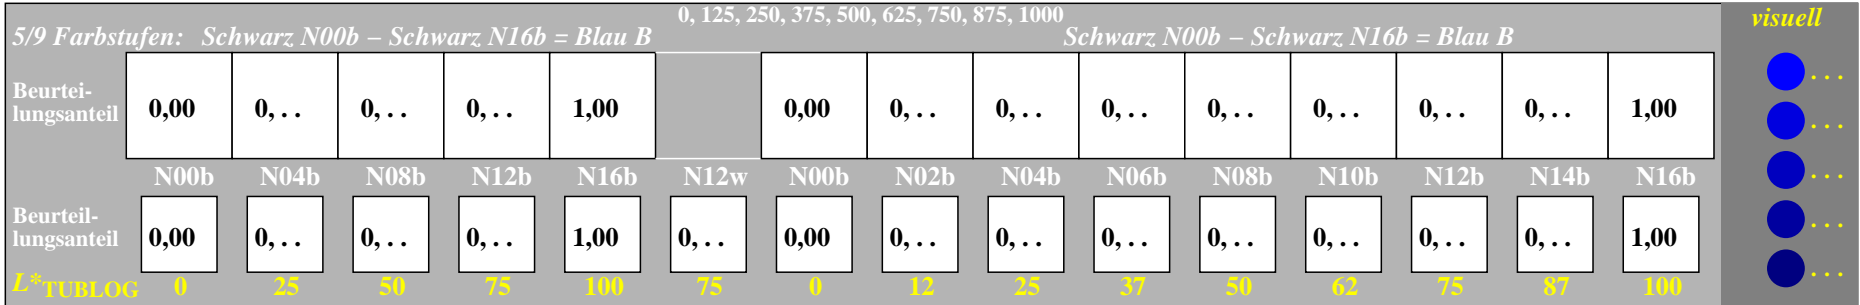 0, 125, 250, 375, 500, 625, 750, 875, 1000
visuell
5/9 Farbstufen: Schwarz N00b – Schwarz N16b = Blau B Schwarz N00b – Schwarz N16b = Blau B
Beurtei-
lungsanteil
0,00 0, . . 0, . . 0, . . 1,00 0,00 0, . . 0, . . 0, . . 0, . . 0, . . 0, . . 0, . . 1,00
N00b N04b N08b N12b N16b N12w N00b N02b N04b N06b N08b N10b N12b N14b N16b
Beurteil-
lungsanteil
0,00 0, . . 0, . . 0, . . 1,00 0, . . 0,00 0, . . 0, . . 0, . . 0, . . 0, . . 0, . . 0, . . 1,00
L*TUBLOG 0 25 50 75 100 75 0 12 25 37 50 62 75 87 100
. . .
. . .
. . .
. . .
. . .